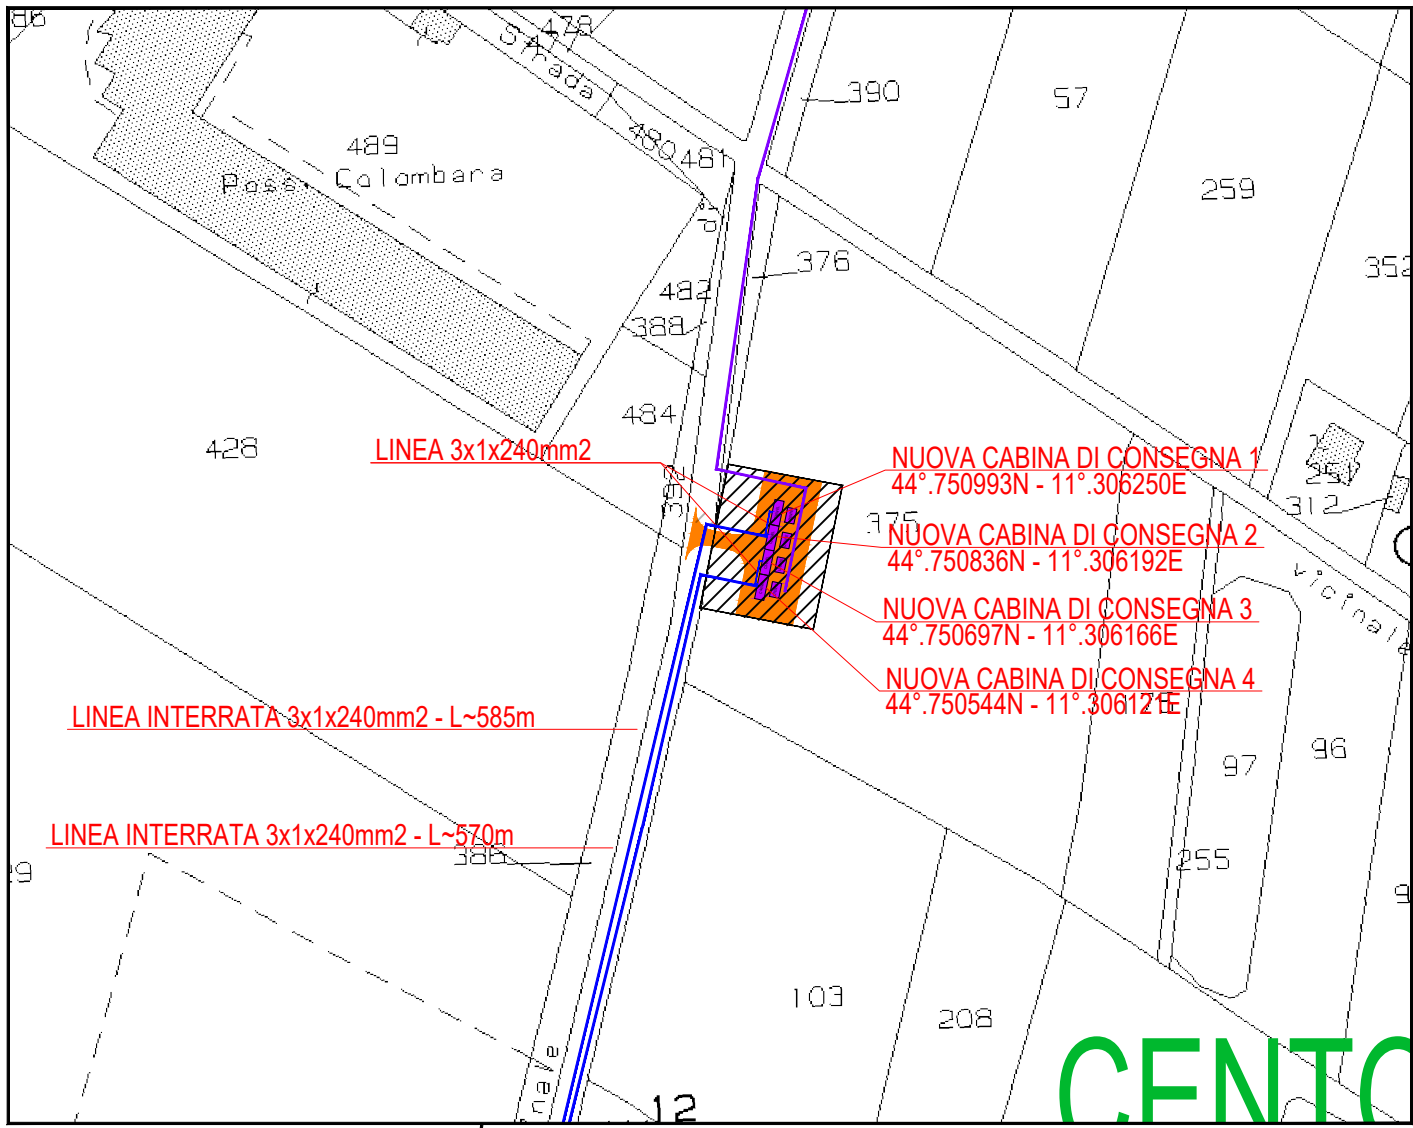 86
478
477
Strada
390
57
489
Poss. Colombara
480
481
259
376
352
482
388
484
428
LINEA 3x1x240mm2
391
NUOVA CABINA DI CONSEGNA 1
44°.750993N - 11°.306250E
251
312
375
NUOVA CABINA DI CONSEGNA 2
44°.750836N - 11°.306192E
vicinale
NUOVA CABINA DI CONSEGNA 3
44°.750697N - 11°.306166E
NUOVA CABINA DI CONSEGNA 4
44°.750544N - 11°.306121E
LINEA INTERRATA 3x1x240mm2 - L~585m
97
96
LINEA INTERRATA 3x1x240mm2 - L~570m
386
255
103
208
CENTO
12